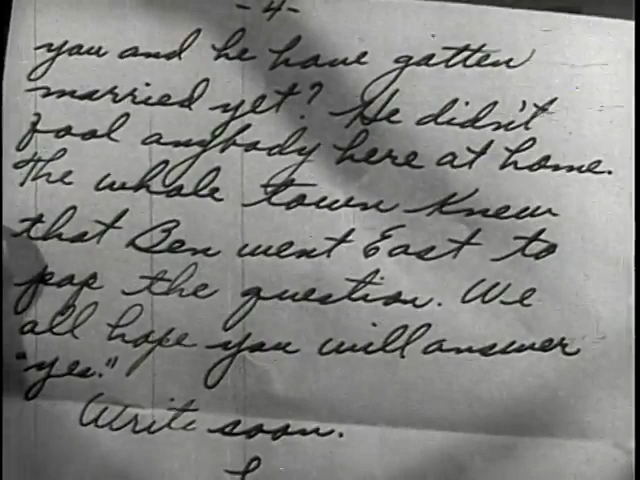 -4-
you and he have gotten
married yet? He didn't
fool anybody here at home.
The whole town knew
that Ben went East to
pop the question. We
all hope you will answer
"yes."
Write soon.